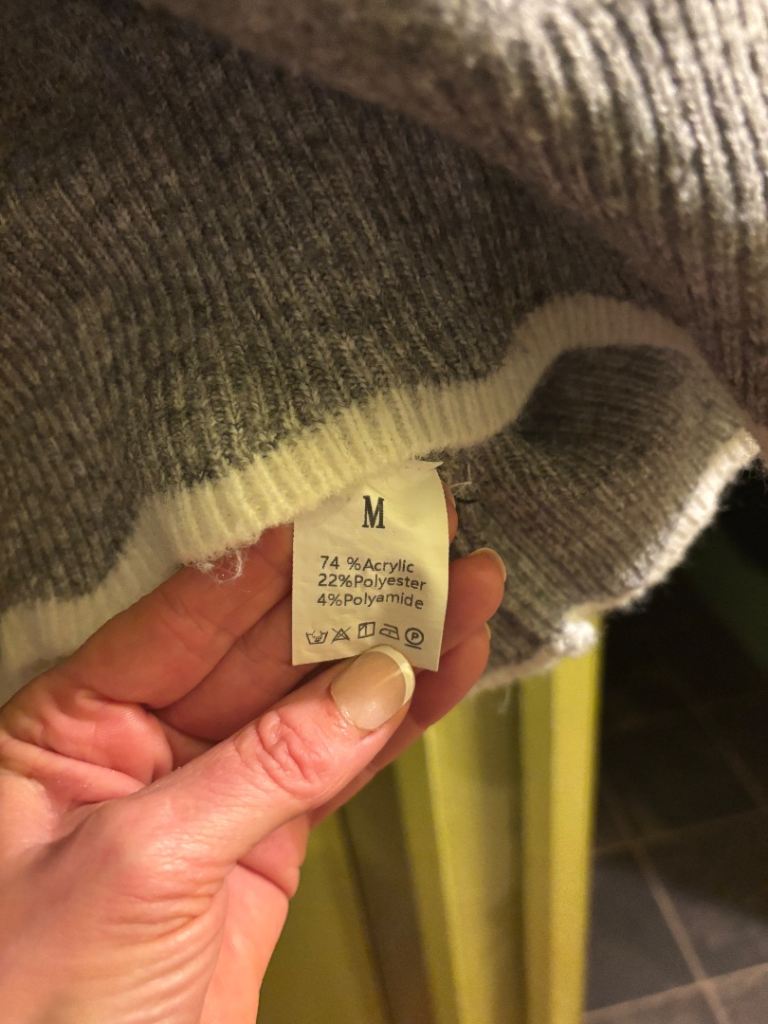 M
74 %Acrylic
22%Polyester
4%Polyamide
P